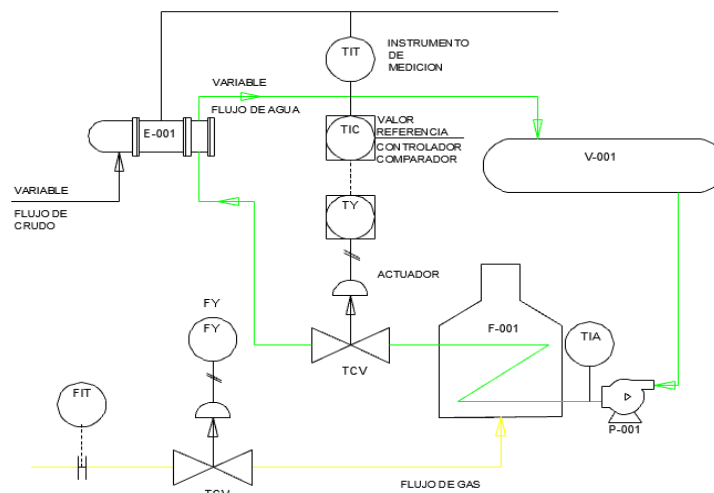 TIT
INSTRUMENTO
DE
MEDICION
VARIABLE
FLUJO DE AGUA
E-001
TIC
VALOR
REFERENCIA
CONTROLADOR
COMPARADOR
V-001
VARIABLE
FLUJO DE
CRUDO
TY
ACTUADOR
FY
FY
F-001
TIA
TCV
FIT
P-001
TCV
FLUJO DE GAS